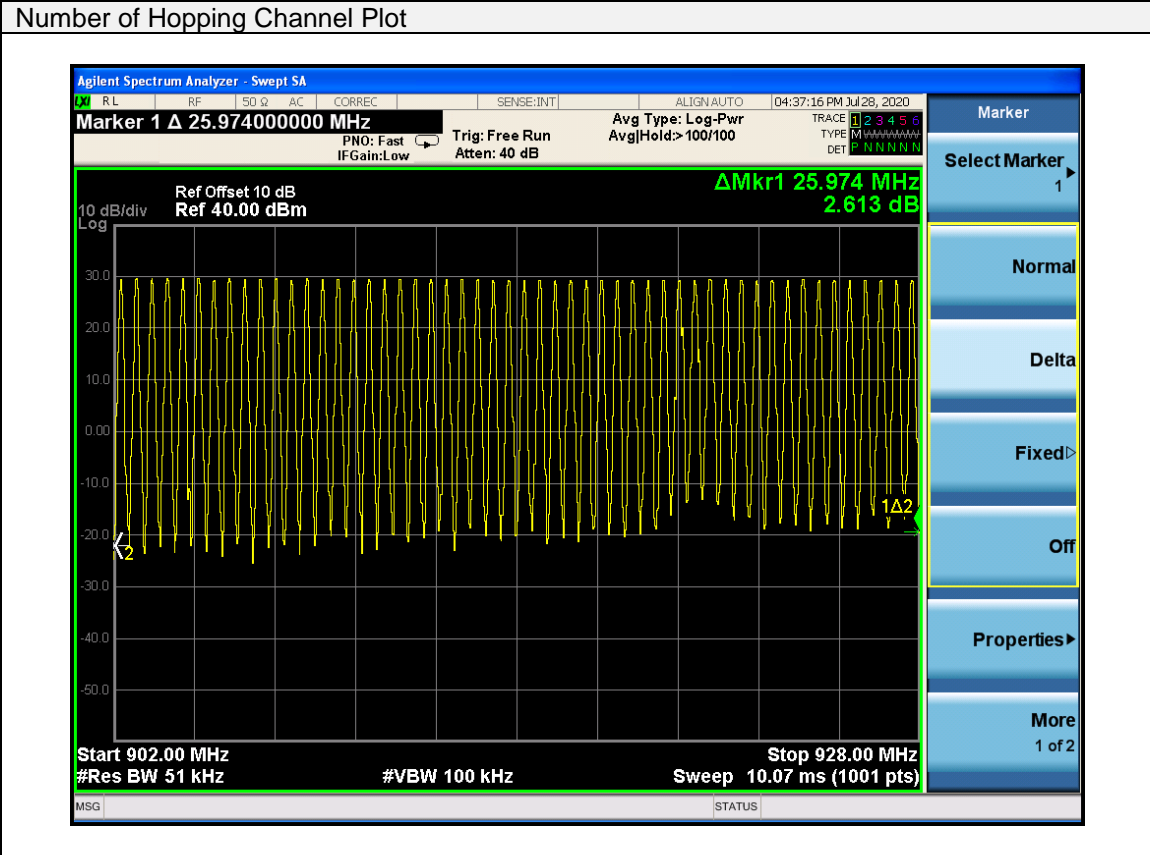 Number of Hopping Channel Plot
Agilent Spectrum Analyzer - Swept SA
LXI RL RF 50 Ω AC CORREC SENSE:INT ALIGN AUTO 04:37:16 PM Jul 28, 2020
Marker 1 Δ 25.974000000 MHz
PNO: Fast
IFGain:Low
Trig: Free Run
Atten: 40 dB
Avg Type: Log-Pwr
Avg|Hold:>100/100
TRACE 1 2 3 4 5 6
TYPE MWWWWW
DET P N N N N N
Marker
Select Marker
1
ΔMkr1 25.974 MHz
2.613 dB
Ref Offset 10 dB
10 dB/div Ref 40.00 dBm
Log
30.0
20.0
10.0
0.00
-10.0
-20.0
-30.0
-40.0
-50.0
1Δ2
2
Normal
Delta
Fixed
Off
Properties
More
1 of 2
Start 902.00 MHz Stop 928.00 MHz
#Res BW 51 kHz #VBW 100 kHz Sweep 10.07 ms (1001 pts)
MSG STATUS